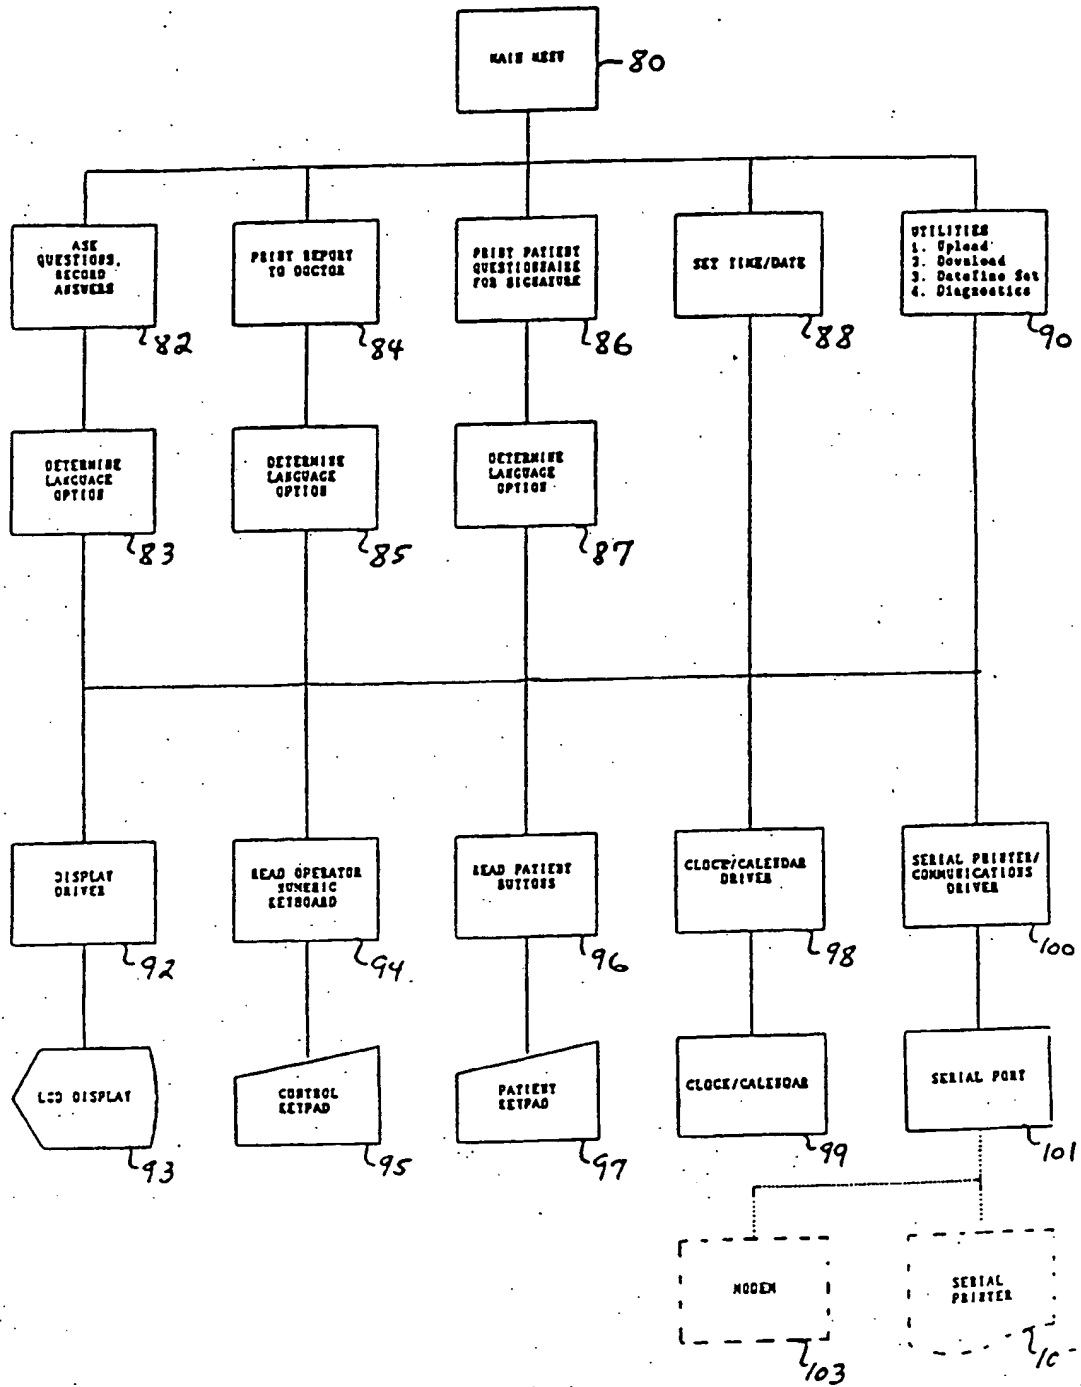 MAIN MENU
80
ASK
QUESTIONS,
RECORD
ANSWERS
82
PRINT REPORT
TO DOCTOR
84
PRINT PATIENT
QUESTIONNAIRE
FOR SIGNATURE
86
SET TIME/DATE
88
UTILITIES
1. Upload
2. Download
3. Date/Time Set
4. Diagnostics
90
DETERMINE
LANGUAGE
OPTION
83
DETERMINE
LANGUAGE
OPTION
85
DETERMINE
LANGUAGE
OPTION
87
DISPLAY
DRIVER
92
READ OPERATOR
NUMERIC
KEYBOARD
94
READ PATIENT
BUTTONS
96
CLOCK/CALENDAR
DRIVER
98
SERIAL PRINTER/
COMMUNICATIONS
DRIVER
100
LCD DISPLAY
93
CONTROL
KEYPAD
95
PATIENT
KEYPAD
97
CLOCK/CALENDAR
99
SERIAL PORT
101
MODEM
103
SERIAL
PRINTER